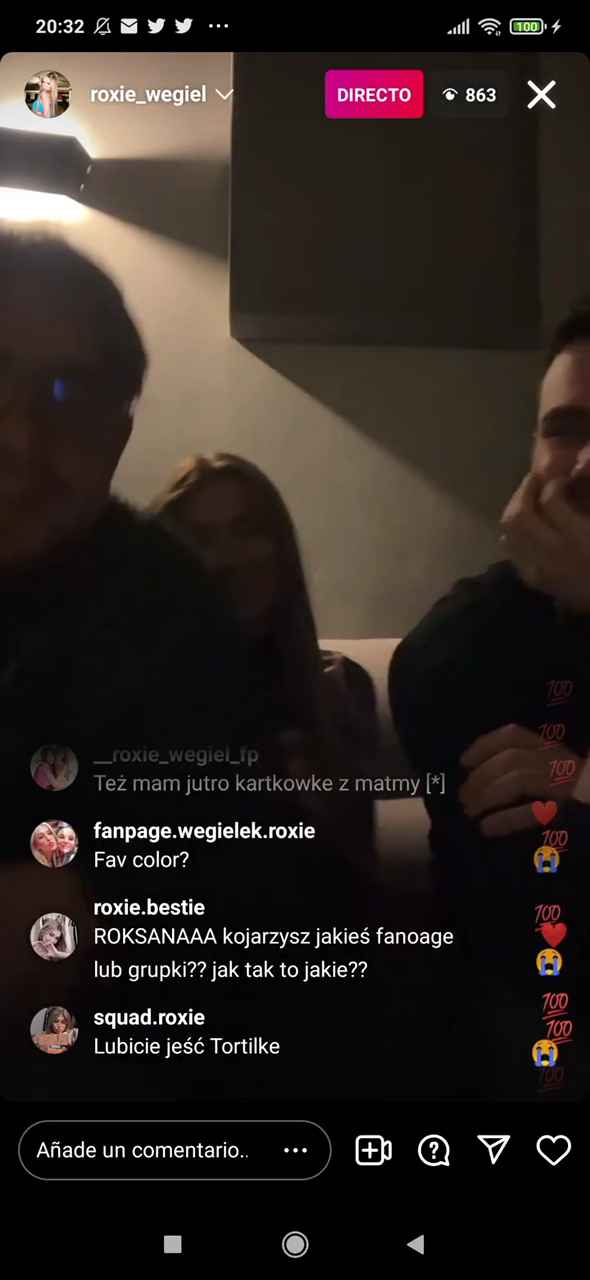 20:32
100
roxie_wegiel
DIRECTO
863
__roxie_wegiel_fp
Też mam jutro kartkowke z matmy [*]
fanpage.wegielek.roxie
Fav color?
roxie.bestie
ROKSANAAA kojarzysz jakieś fanoage
lub grupki?? jak tak to jakie??
squad.roxie
Lubicie jeść Tortilke
Añade un comentario..